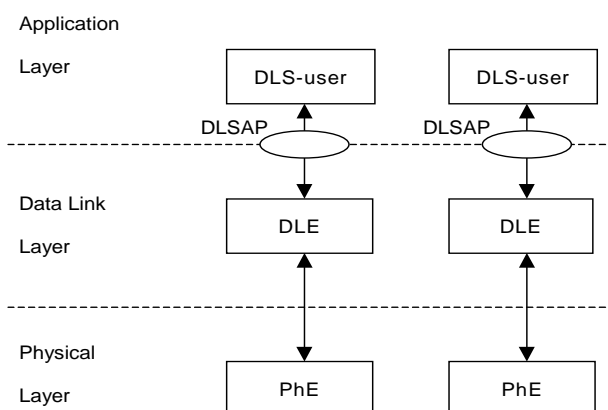 Application
Layer
DLS-user
DLS-user
DLSAP
DLSAP
Data Link
Layer
DLE
DLE
Physical
Layer
PhE
PhE